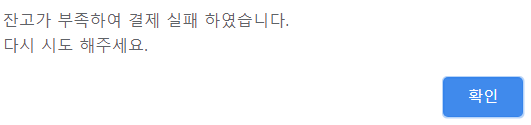 잔고가 부족하여 결제 실패 하였습니다.
다시 시도 해주세요.
확인